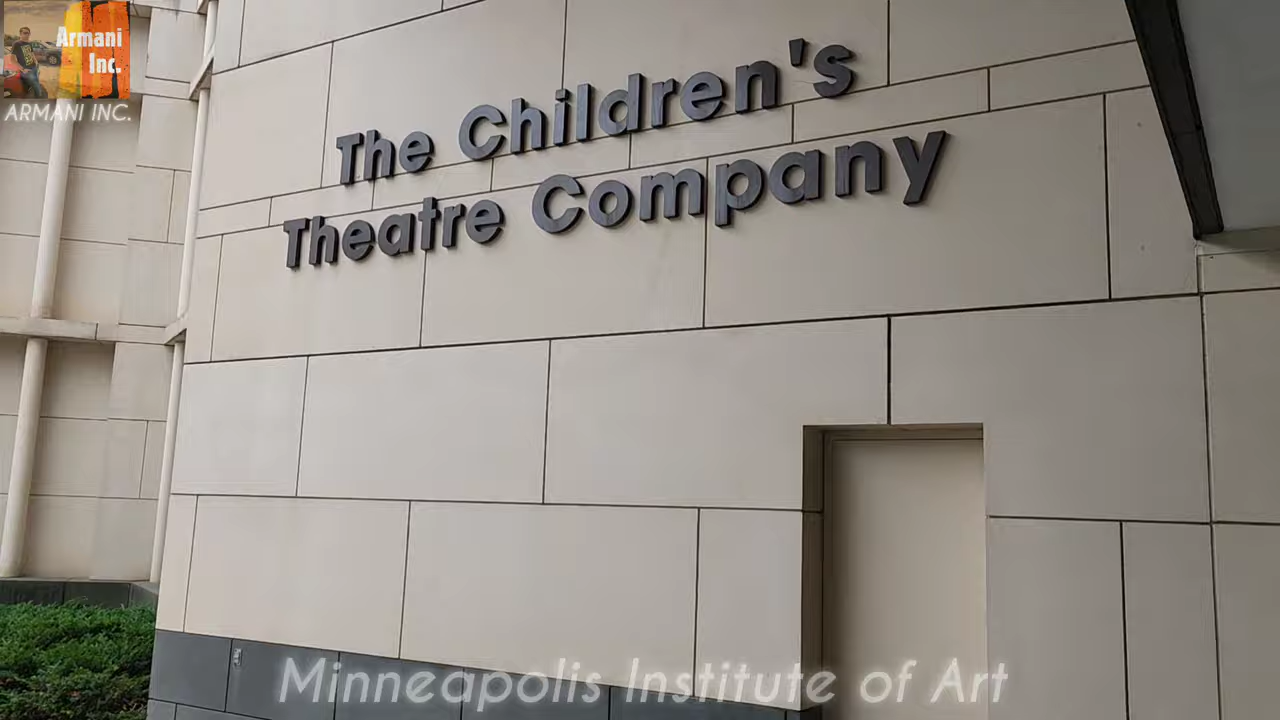 Armani
Inc.
ARMANI INC.
The Children's
Theatre Company
Minneapolis Institute of Art